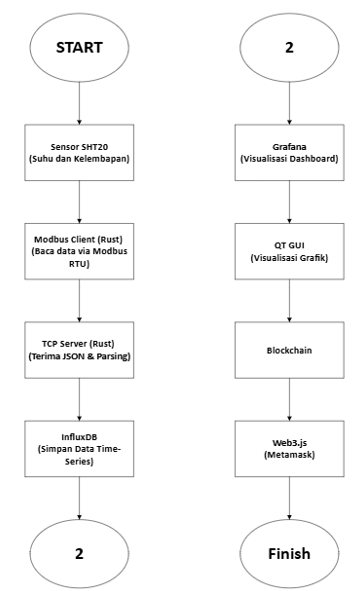 START
Sensor SHT20
(Suhu dan Kelembapan)
Modbus Client (Rust)
(Baca data via Modbus
RTU)
TCP Server (Rust)
(Terima JSON & Parsing)
InfluxDB
(Simpan Data Time-
Series)
2
2
Grafana
(Visualisasi Dashboard)
QT GUI
(Visualisasi Grafik)
Blockchain
Web3.js
(Metamask)
Finish